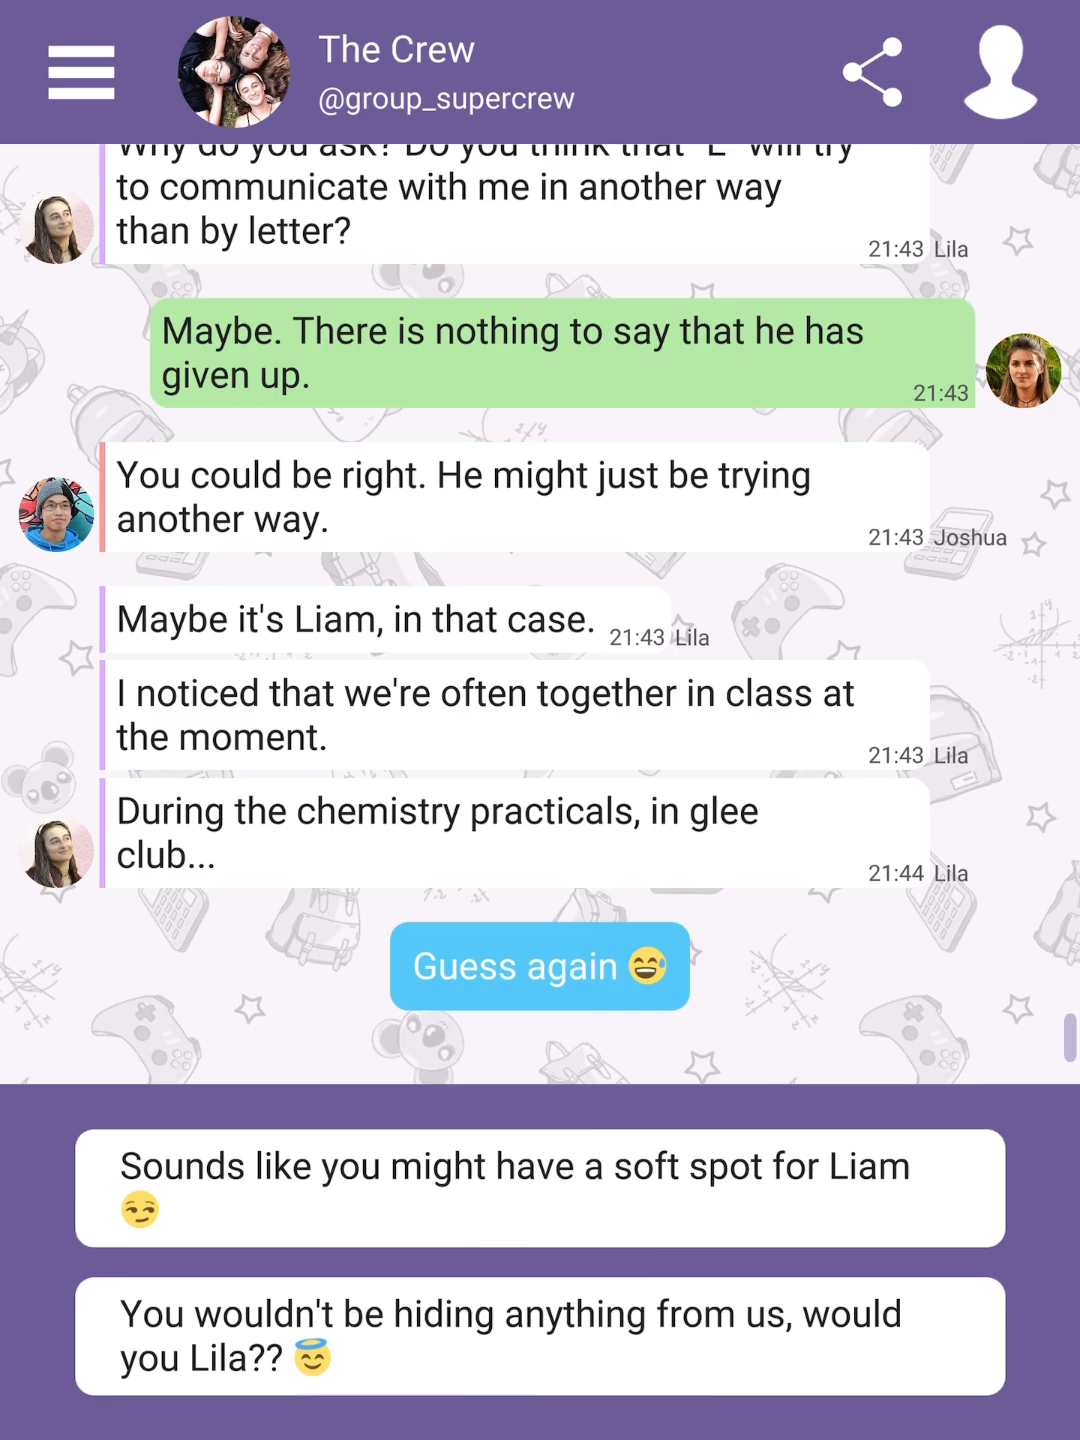 The Crew
@group_supercrew
Why do you ask? Do you think that "L" will try
to communicate with me in another way
than by letter?
21:43 Lila
Maybe. There is nothing to say that he has
given up.
21:43
You could be right. He might just be trying
another way.
21:43 Joshua
Maybe it's Liam, in that case.
21:43 Lila
I noticed that we're often together in class at
the moment.
21:43 Lila
During the chemistry practicals, in glee
club...
21:44 Lila
Guess again 😅
Sounds like you might have a soft spot for Liam
😏
You wouldn't be hiding anything from us, would
you Lila?? 😇